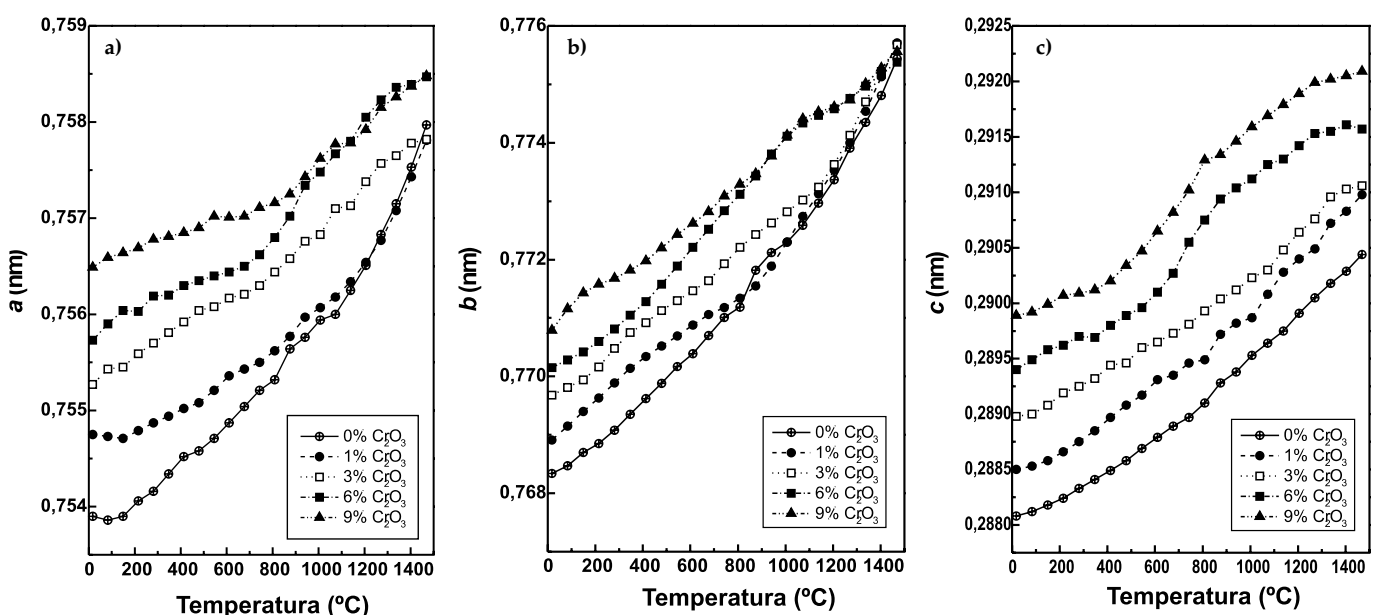 a)
0,759
0,758
0,757
0,756
0,755
0,754
a (nm)
0 200 400 600 800 1000 1200 1400
Temperatura (ºC)
0% Cr2O3
1% Cr2O3
3% Cr2O3
6% Cr2O3
9% Cr2O3
b)
0,776
0,774
0,772
0,770
0,768
b (nm)
0 200 400 600 800 1000 1200 1400
Temperatura (ºC)
0% Cr2O3
1% Cr2O3
3% Cr2O3
6% Cr2O3
9% Cr2O3
c)
0,2925
0,2920
0,2915
0,2910
0,2905
0,2900
0,2895
0,2890
0,2885
0,2880
c (nm)
0 200 400 600 800 1000 1200 1400
Temperatura (ºC)
0% Cr2O3
1% Cr2O3
3% Cr2O3
6% Cr2O3
9% Cr2O3